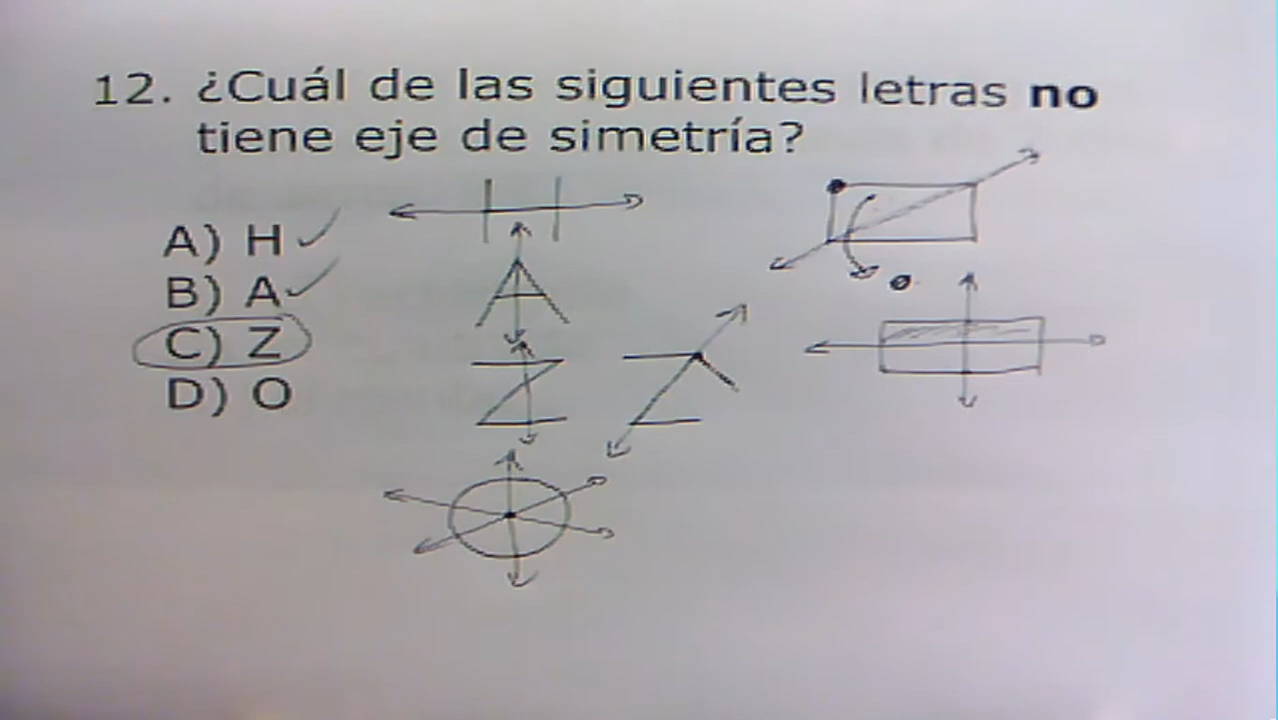 12. ¿Cuál de las siguientes letras no
tiene eje de simetría?
A) H
B) A
C) Z
D) O